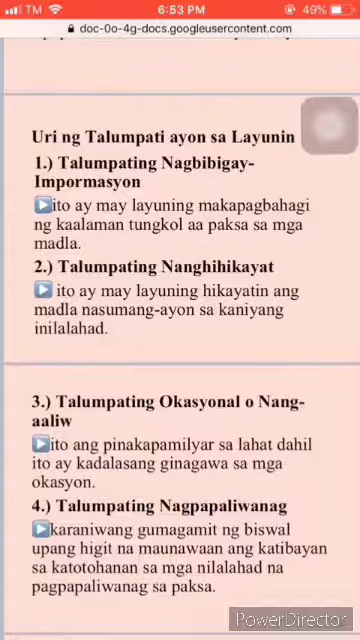 TM 6:53 PM 49%
doc-0o-4g-docs.googleusercontent.com
Uri ng Talumpati ayon sa Layunin
1.) Talumpating Nagbibigay-
Impormasyon
ito ay may layuning makapagbahagi
ng kaalaman tungkol aa paksa sa mga
madla.
2.) Talumpating Nanghihikayat
ito ay may layuning hikayatin ang
madla nasumang-ayon sa kaniyang
inilalahad.
3.) Talumpating Okasyonal o Nang-
aaliw
ito ang pinakapamilyar sa lahat dahil
ito ay kadalasang ginagawa sa mga
okasyon.
4.) Talumpating Nagpapaliwanag
karaniwang gumagamit ng biswal
upang higit na maunawaan ang katibayan
sa katotohanan sa mga nilalahad na
pagpapaliwanag sa paksa.
PowerDirector